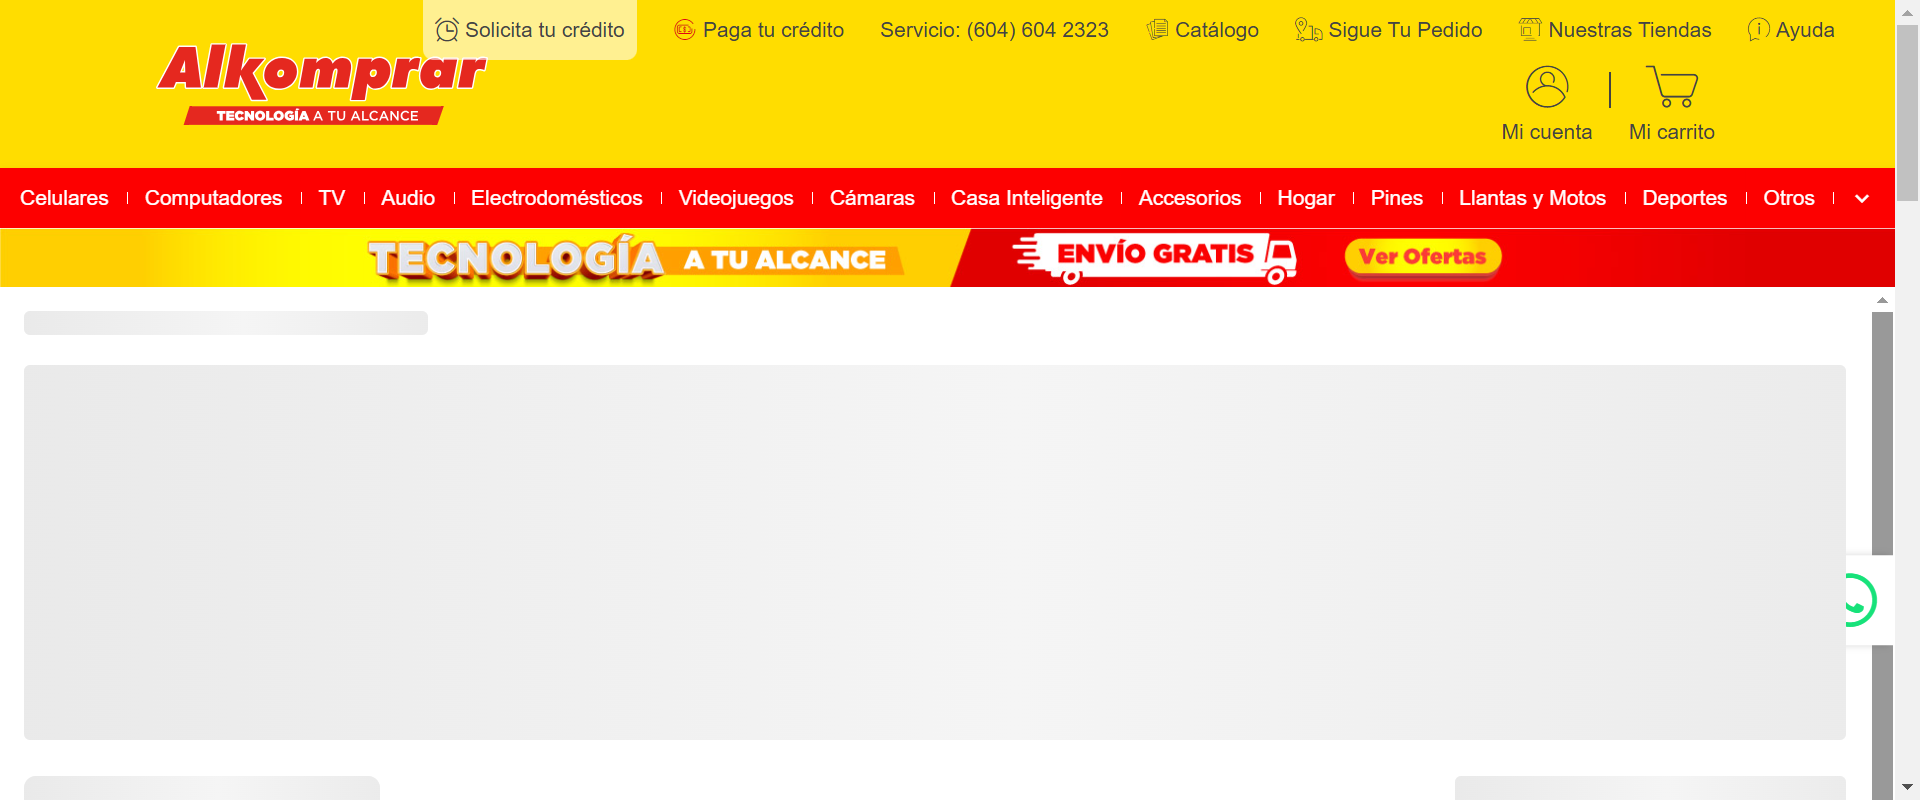 Solicita tu crédito
Paga tu crédito
Servicio: (604) 604 2323
Catálogo
Sigue Tu Pedido
Nuestras Tiendas
Ayuda
Alkomprar
TECNOLOGÍA A TU ALCANCE
Mi cuenta
Mi carrito
Celulares
Computadores
TV
Audio
Electrodomésticos
Videojuegos
Cámaras
Casa Inteligente
Accesorios
Hogar
Pines
Llantas y Motos
Deportes
Otros
TECNOLOGÍA A TU ALCANCE
ENVÍO GRATIS
Ver Ofertas